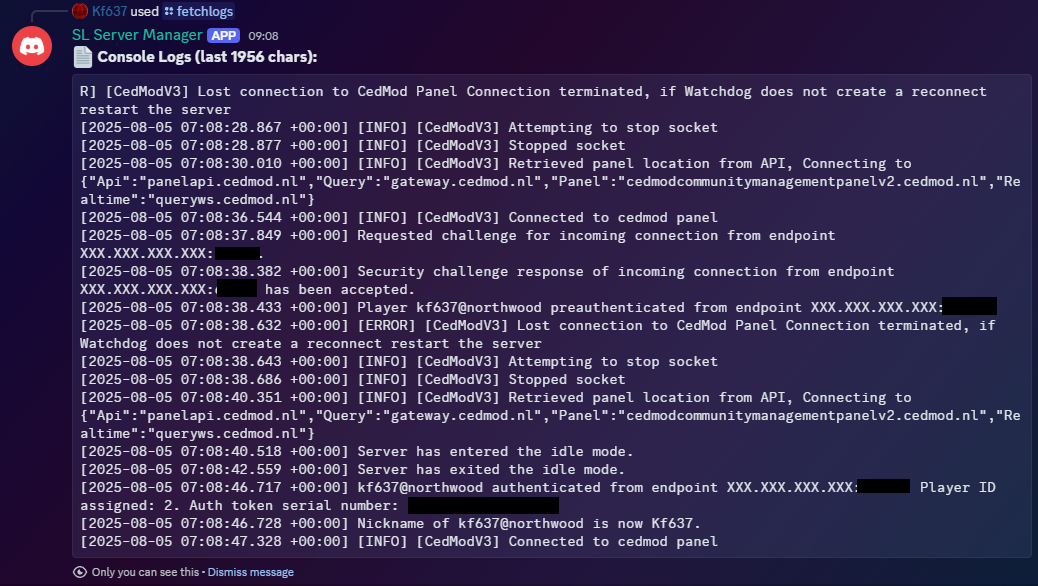 Kf637 used fetchlogs
SL Server Manager APP 09:08
Console Logs (last 1956 chars):
R] [CedModV3] Lost connection to CedMod Panel Connection terminated, if Watchdog does not create a reconnect
restart the server
[2025-08-05 07:08:28.867 +00:00] [INFO] [CedModV3] Attempting to stop socket
[2025-08-05 07:08:28.877 +00:00] [INFO] [CedModV3] Stopped socket
[2025-08-05 07:08:30.010 +00:00] [INFO] [CedModV3] Retrieved panel location from API, Connecting to
{"Api":"panelapi.cedmod.nl","Query":"gateway.cedmod.nl","Panel":"cedmodcommunitymanagementpanelv2.cedmod.nl","Re
altime":"queryws.cedmod.nl"}
[2025-08-05 07:08:36.544 +00:00] [INFO] [CedModV3] Connected to cedmod panel
[2025-08-05 07:08:37.849 +00:00] Requested challenge for incoming connection from endpoint
XXX.XXX.XXX.XXX: .
[2025-08-05 07:08:38.382 +00:00] Security challenge response of incoming connection from endpoint
XXX.XXX.XXX.XXX: has been accepted.
[2025-08-05 07:08:38.433 +00:00] Player kf637@northwood preauthenticated from endpoint XXX.XXX.XXX.XXX:
[2025-08-05 07:08:38.632 +00:00] [ERROR] [CedModV3] Lost connection to CedMod Panel Connection terminated, if
Watchdog does not create a reconnect restart the server
[2025-08-05 07:08:38.643 +00:00] [INFO] [CedModV3] Attempting to stop socket
[2025-08-05 07:08:38.686 +00:00] [INFO] [CedModV3] Stopped socket
[2025-08-05 07:08:40.351 +00:00] [INFO] [CedModV3] Retrieved panel location from API, Connecting to
{"Api":"panelapi.cedmod.nl","Query":"gateway.cedmod.nl","Panel":"cedmodcommunitymanagementpanelv2.cedmod.nl","Re
altime":"queryws.cedmod.nl"}
[2025-08-05 07:08:40.518 +00:00] Server has entered the idle mode.
[2025-08-05 07:08:42.559 +00:00] Server has exited the idle mode.
[2025-08-05 07:08:46.717 +00:00] kf637@northwood authenticated from endpoint XXX.XXX.XXX.XXX: Player ID
assigned: 2. Auth token serial number:
[2025-08-05 07:08:46.728 +00:00] Nickname of kf637@northwood is now Kf637.
[2025-08-05 07:08:47.328 +00:00] [INFO] [CedModV3] Connected to cedmod panel
Only you can see this • Dismiss message